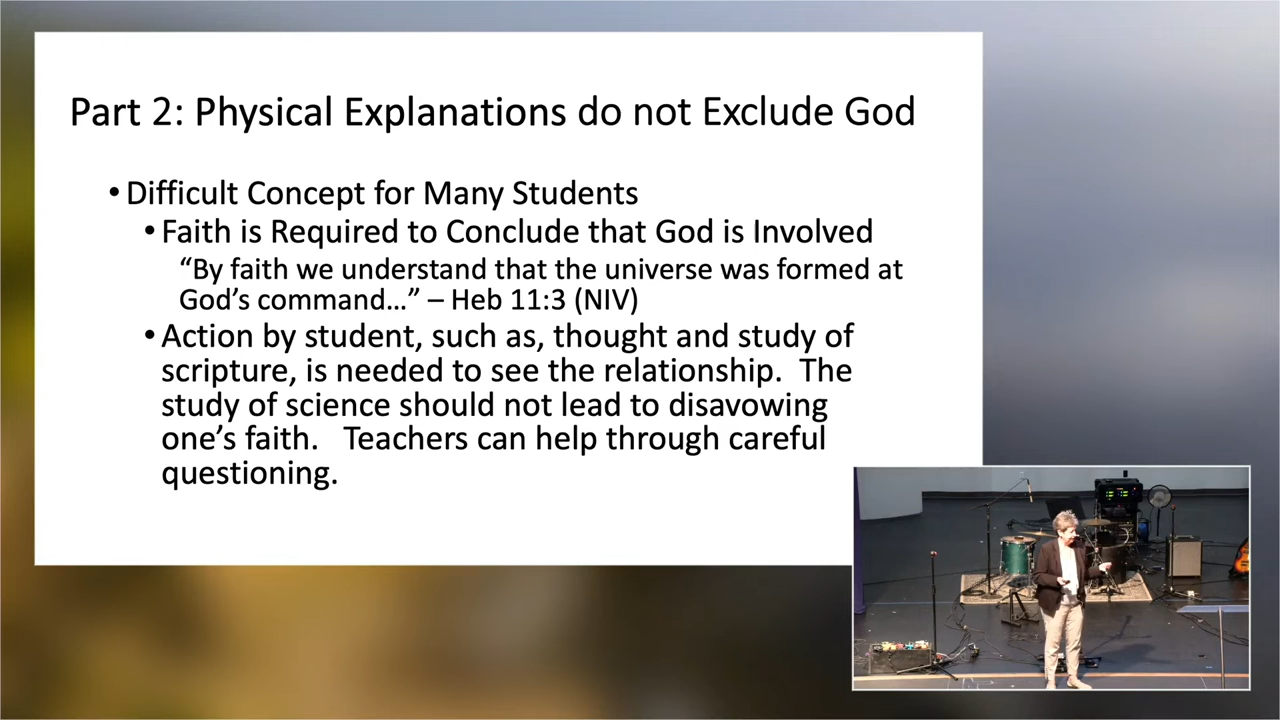 Part 2: Physical Explanations do not Exclude God
• Difficult Concept for Many Students
• Faith is Required to Conclude that God is Involved
“By faith we understand that the universe was formed at
God’s command…” – Heb 11:3 (NIV)
• Action by student, such as, thought and study of
scripture, is needed to see the relationship.  The
study of science should not lead to disavowing
one’s faith.   Teachers can help through careful
questioning.